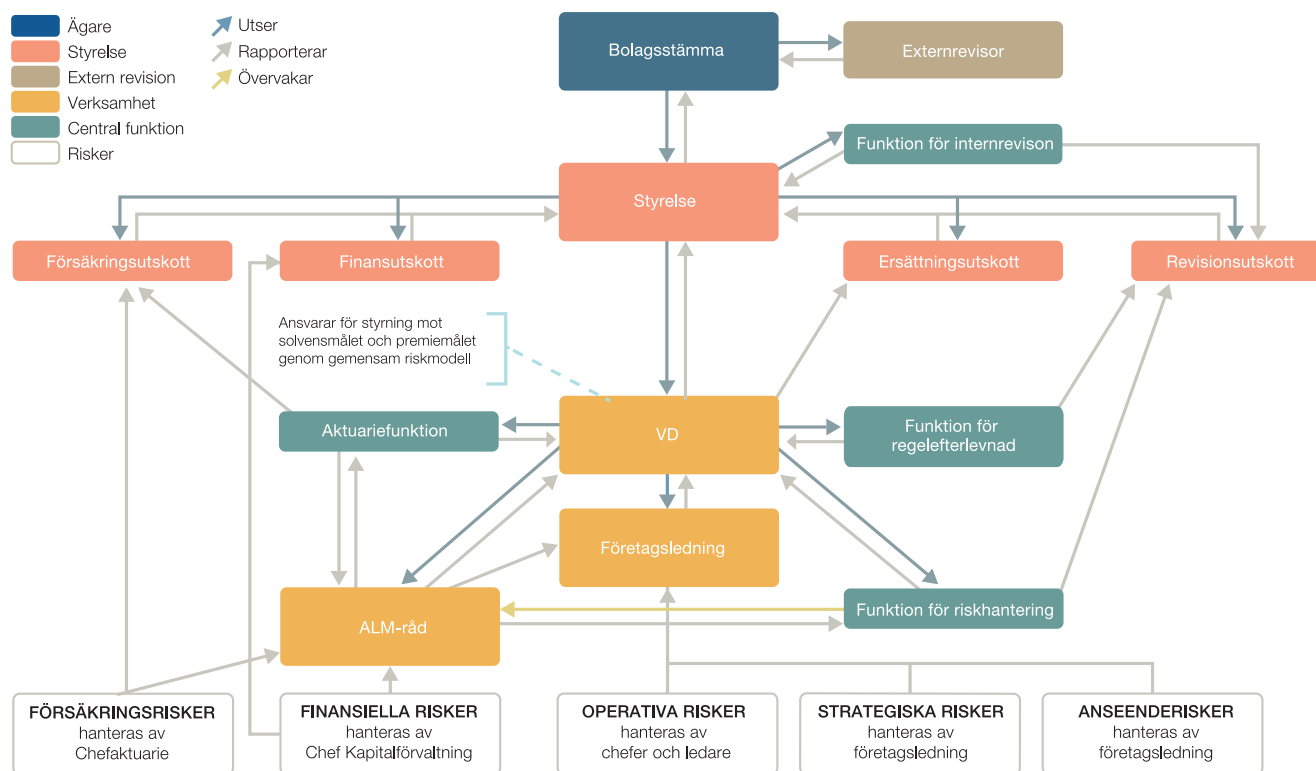 Ägare
Styrelse
Extern revision
Verksamhet
Central funktion
Risker
Utser
Rapporterar
Övervakar
Bolagsstämma
Externrevisor
Funktion för internrevison
Styrelse
Försäkringsutskott
Finansutskott
Ersättningsutskott
Revisionsutskott
Ansvarar för styrning mot
solvensmålet och premiemålet
genom gemensam riskmodell
Aktuariefunktion
VD
Funktion för
regelefterlevnad
Företagsledning
ALM-råd
Funktion för riskhantering
FÖRSÄKRINGSRISKER
hanteras av
Chefaktuarie
FINANSIELLA RISKER
hanteras av
Chef Kapitalförvaltning
OPERATIVA RISKER
hanteras av
chefer och ledare
STRATEGISKA RISKER
hanteras av
företagsledning
ANSEENDERISKER
hanteras av
företagsledning